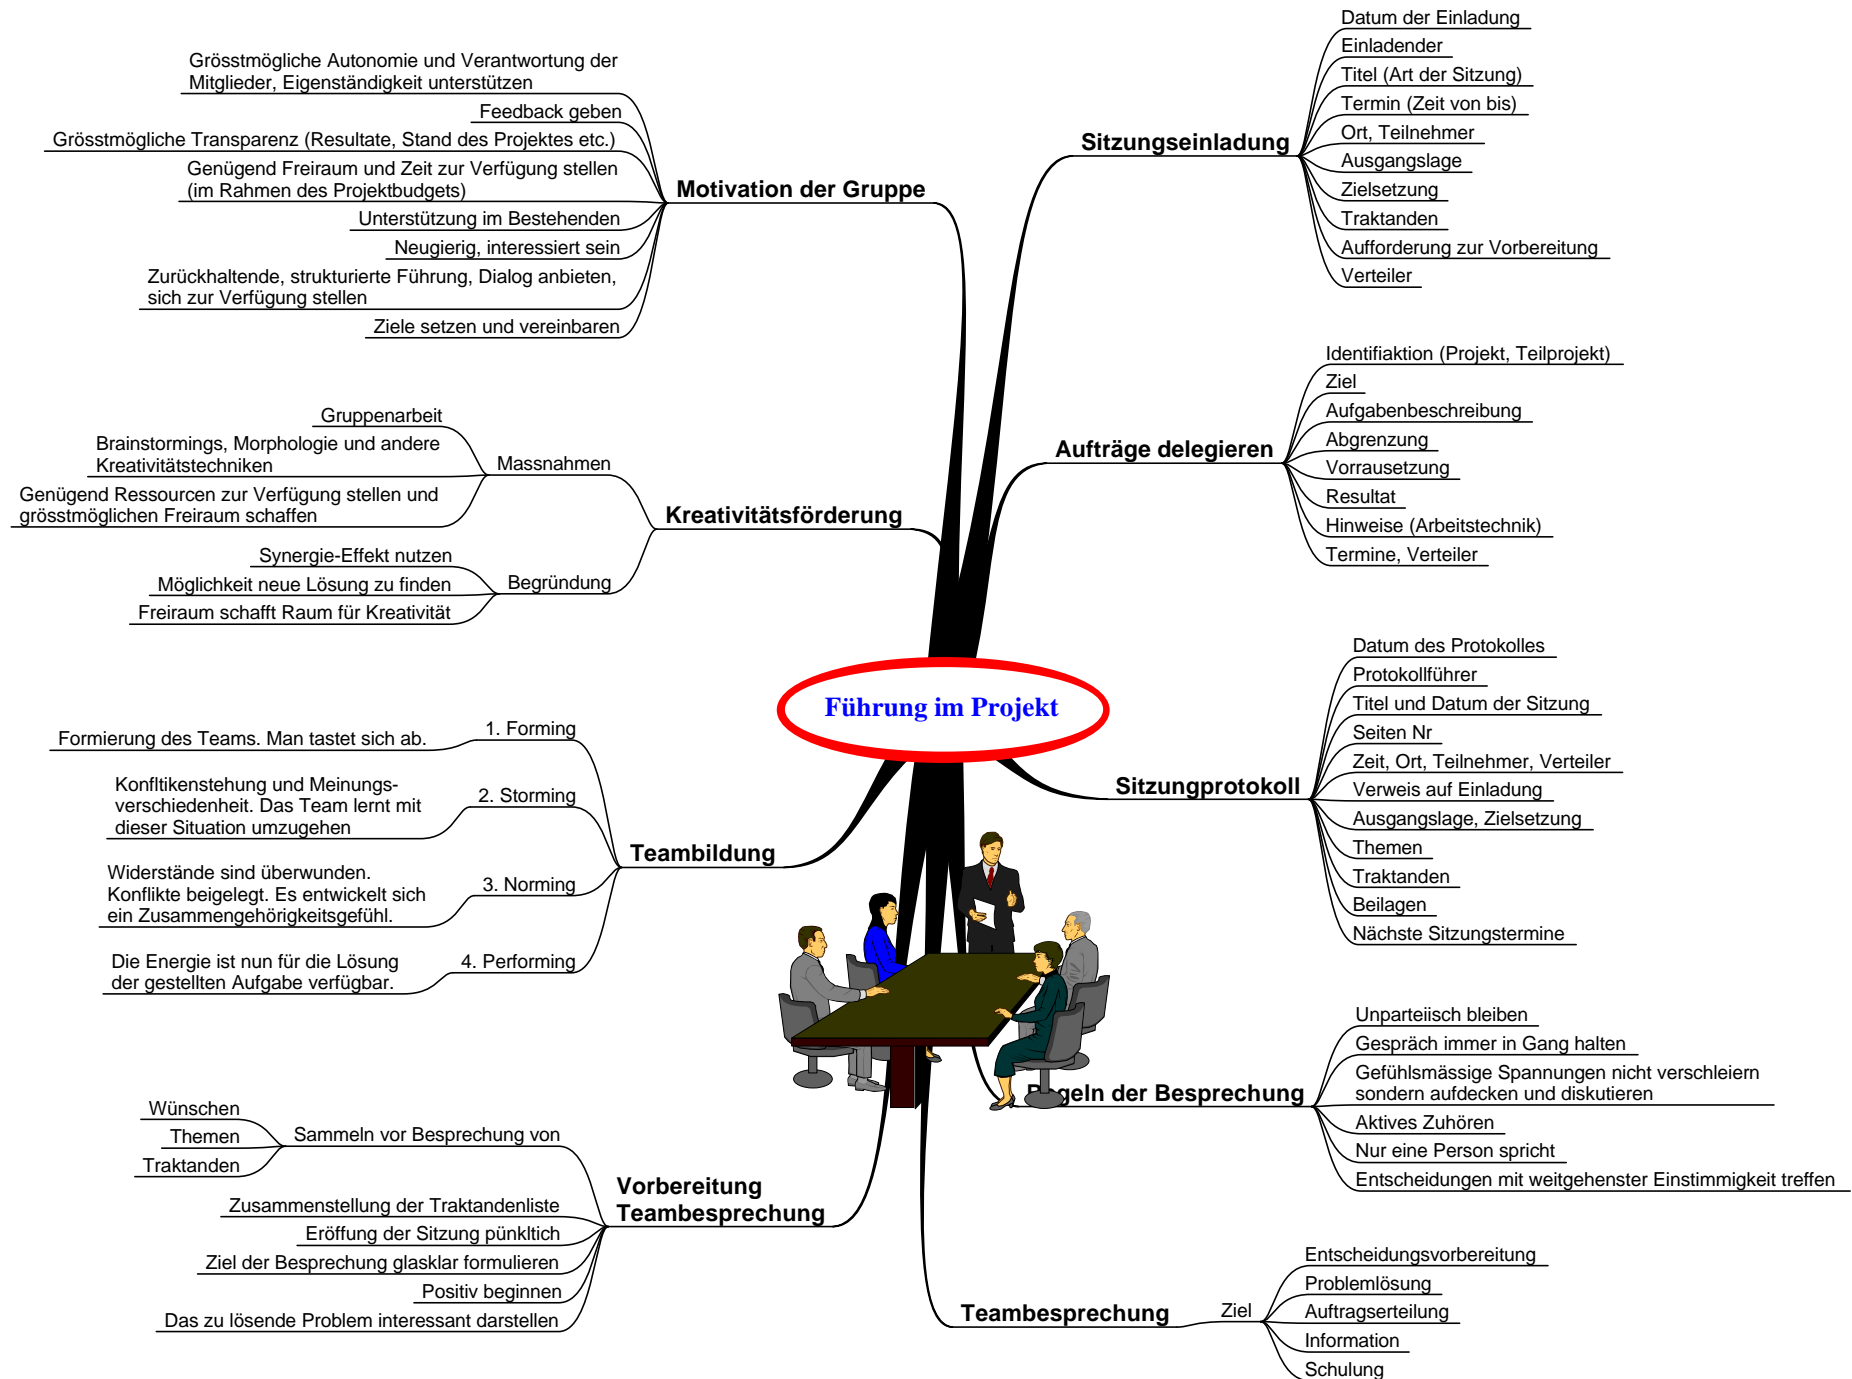 Führung im Projekt
Sitzungseinladung
Datum der Einladung
Einladender
Titel (Art der Sitzung)
Termin (Zeit von bis)
Ort, Teilnehmer
Ausgangslage
Zielsetzung
Traktanden
Aufforderung zur Vorbereitung
Verteiler
Aufträge delegieren
Identifiaktion (Projekt, Teilprojekt)
Ziel
Aufgabenbeschreibung
Abgrenzung
Vorrausetzung
Resultat
Hinweise (Arbeitstechnik)
Termine, Verteiler
Sitzungprotokoll
Datum des Protokolles
Protokollführer
Titel und Datum der Sitzung
Seiten Nr
Zeit, Ort, Teilnehmer, Verteiler
Verweis auf Einladung
Ausgangslage, Zielsetzung
Themen
Traktanden
Beilagen
Nächste Sitzungstermine
Regeln der Besprechung
Unparteiisch bleiben
Gespräch immer in Gang halten
Gefühlsmässige Spannungen nicht verschleiern
sondern aufdecken und diskutieren
Aktives Zuhören
Nur eine Person spricht
Entscheidungen mit weitgehenster Einstimmigkeit treffen
Teambesprechung
Ziel
Entscheidungsvorbereitung
Problemlösung
Auftragserteilung
Information
Schulung
Motivation der Gruppe
Grösstmögliche Autonomie und Verantwortung der
Mitglieder, Eigenständigkeit unterstützen
Feedback geben
Grösstmögliche Transparenz (Resultate, Stand des Projektes etc.)
Genügend Freiraum und Zeit zur Verfügung stellen
(im Rahmen des Projektbudgets)
Unterstützung im Bestehenden
Neugierig, interessiert sein
Zurückhaltende, strukturierte Führung, Dialog anbieten,
sich zur Verfügung stellen
Ziele setzen und vereinbaren
Kreativitätsförderung
Massnahmen
Gruppenarbeit
Brainstormings, Morphologie und andere
Kreativitätstechniken
Genügend Ressourcen zur Verfügung stellen und
grösstmöglichen Freiraum schaffen
Begründung
Synergie-Effekt nutzen
Möglichkeit neue Lösung zu finden
Freiraum schafft Raum für Kreativität
Teambildung
1. Forming
Formierung des Teams. Man tastet sich ab.
2. Storming
Konfltikenstehung und Meinungs-
verschiedenheit. Das Team lernt mit
dieser Situation umzugehen
3. Norming
Widerstände sind überwunden.
Konflikte beigelegt. Es entwickelt sich
ein Zusammengehörigkeitsgefühl.
4. Performing
Die Energie ist nun für die Lösung
der gestellten Aufgabe verfügbar.
Vorbereitung
Teambesprechung
Sammeln vor Besprechung von
Wünschen
Themen
Traktanden
Zusammenstellung der Traktandenliste
Eröffung der Sitzung pünkltich
Ziel der Besprechung glasklar formulieren
Positiv beginnen
Das zu lösende Problem interessant darstellen